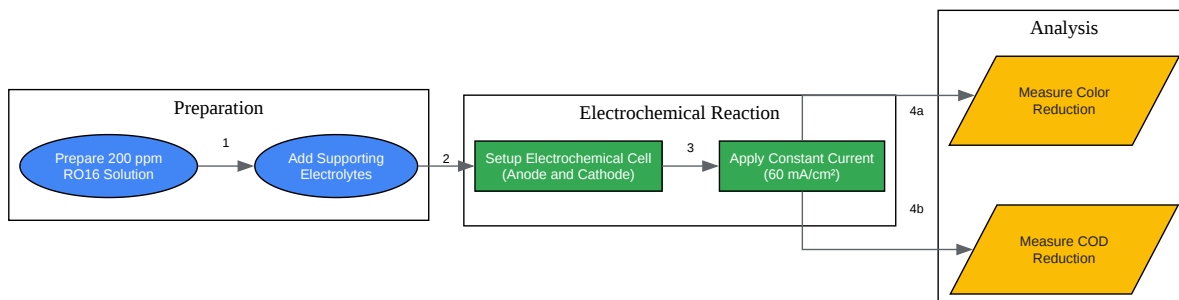 Preparation
Prepare 200 ppm
RO16 Solution
1
Add Supporting
Electrolytes
2
Electrochemical Reaction
Setup Electrochemical Cell
(Anode and Cathode)
3
Apply Constant Current
(60 mA/cm²)
4a
4b
Analysis
Measure Color
Reduction
Measure COD
Reduction